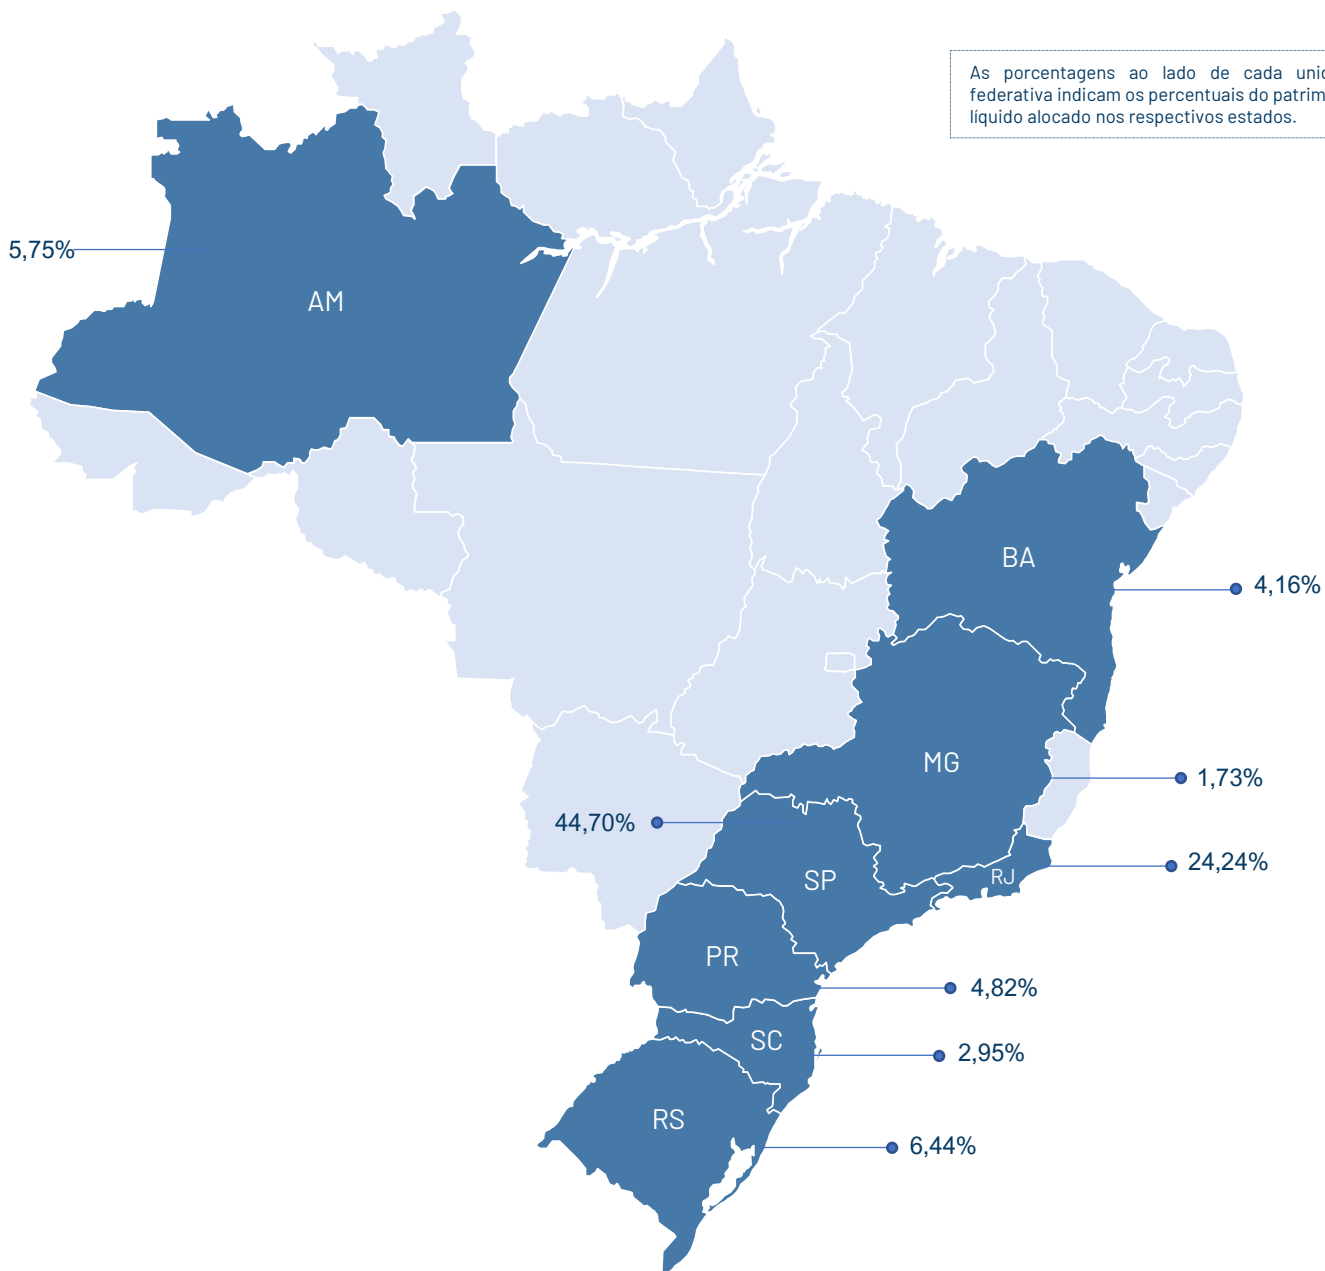 As porcentagens ao lado de cada
federativa indicam os percentuais do
líquido alocado nos respectivos estados.
5,75%
AM
BA
4,16%
MG
1,73%
44,70%
24,24%
SP
RJ
PR
4,82%
SC
2,95%
RS
6,44%